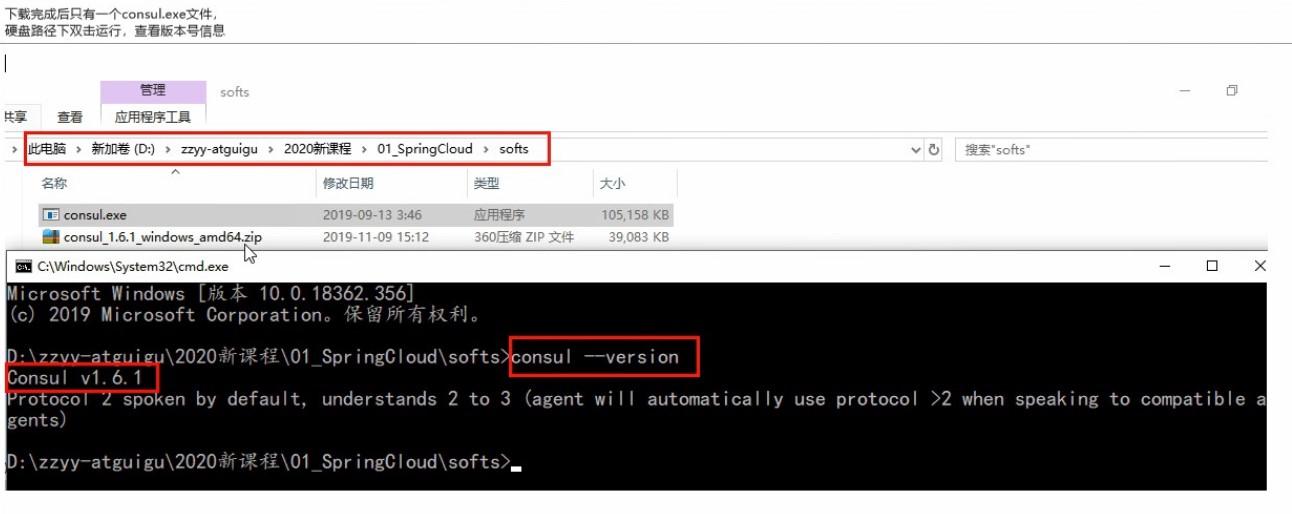 下载完成后只有一个consul.exe文件，
硬盘路径下双击运行，查看版本号信息
管理 softs
共享 查看 应用程序工具
› 此电脑 › 新加卷 (D:) › zzyy-atguigu › 2020新课程 › 01_SpringCloud › softs 搜索"softs"
名称 修改日期 类型 大小
consul.exe 2019-09-13 3:46 应用程序 105,158 KB
consul_1.6.1_windows_amd64.zip 2019-11-09 15:12 360压缩 ZIP 文件 39,083 KB
C:\Windows\System32\cmd.exe
Microsoft Windows [版本 10.0.18362.356]
(c) 2019 Microsoft Corporation。保留所有权利。
D:\zzyy-atguigu\2020新课程\01_SpringCloud\softs>consul --version
Consul v1.6.1
Protocol 2 spoken by default, understands 2 to 3 (agent will automatically use protocol >2 when speaking to compatible a
gents)
D:\zzyy-atguigu\2020新课程\01_SpringCloud\softs>